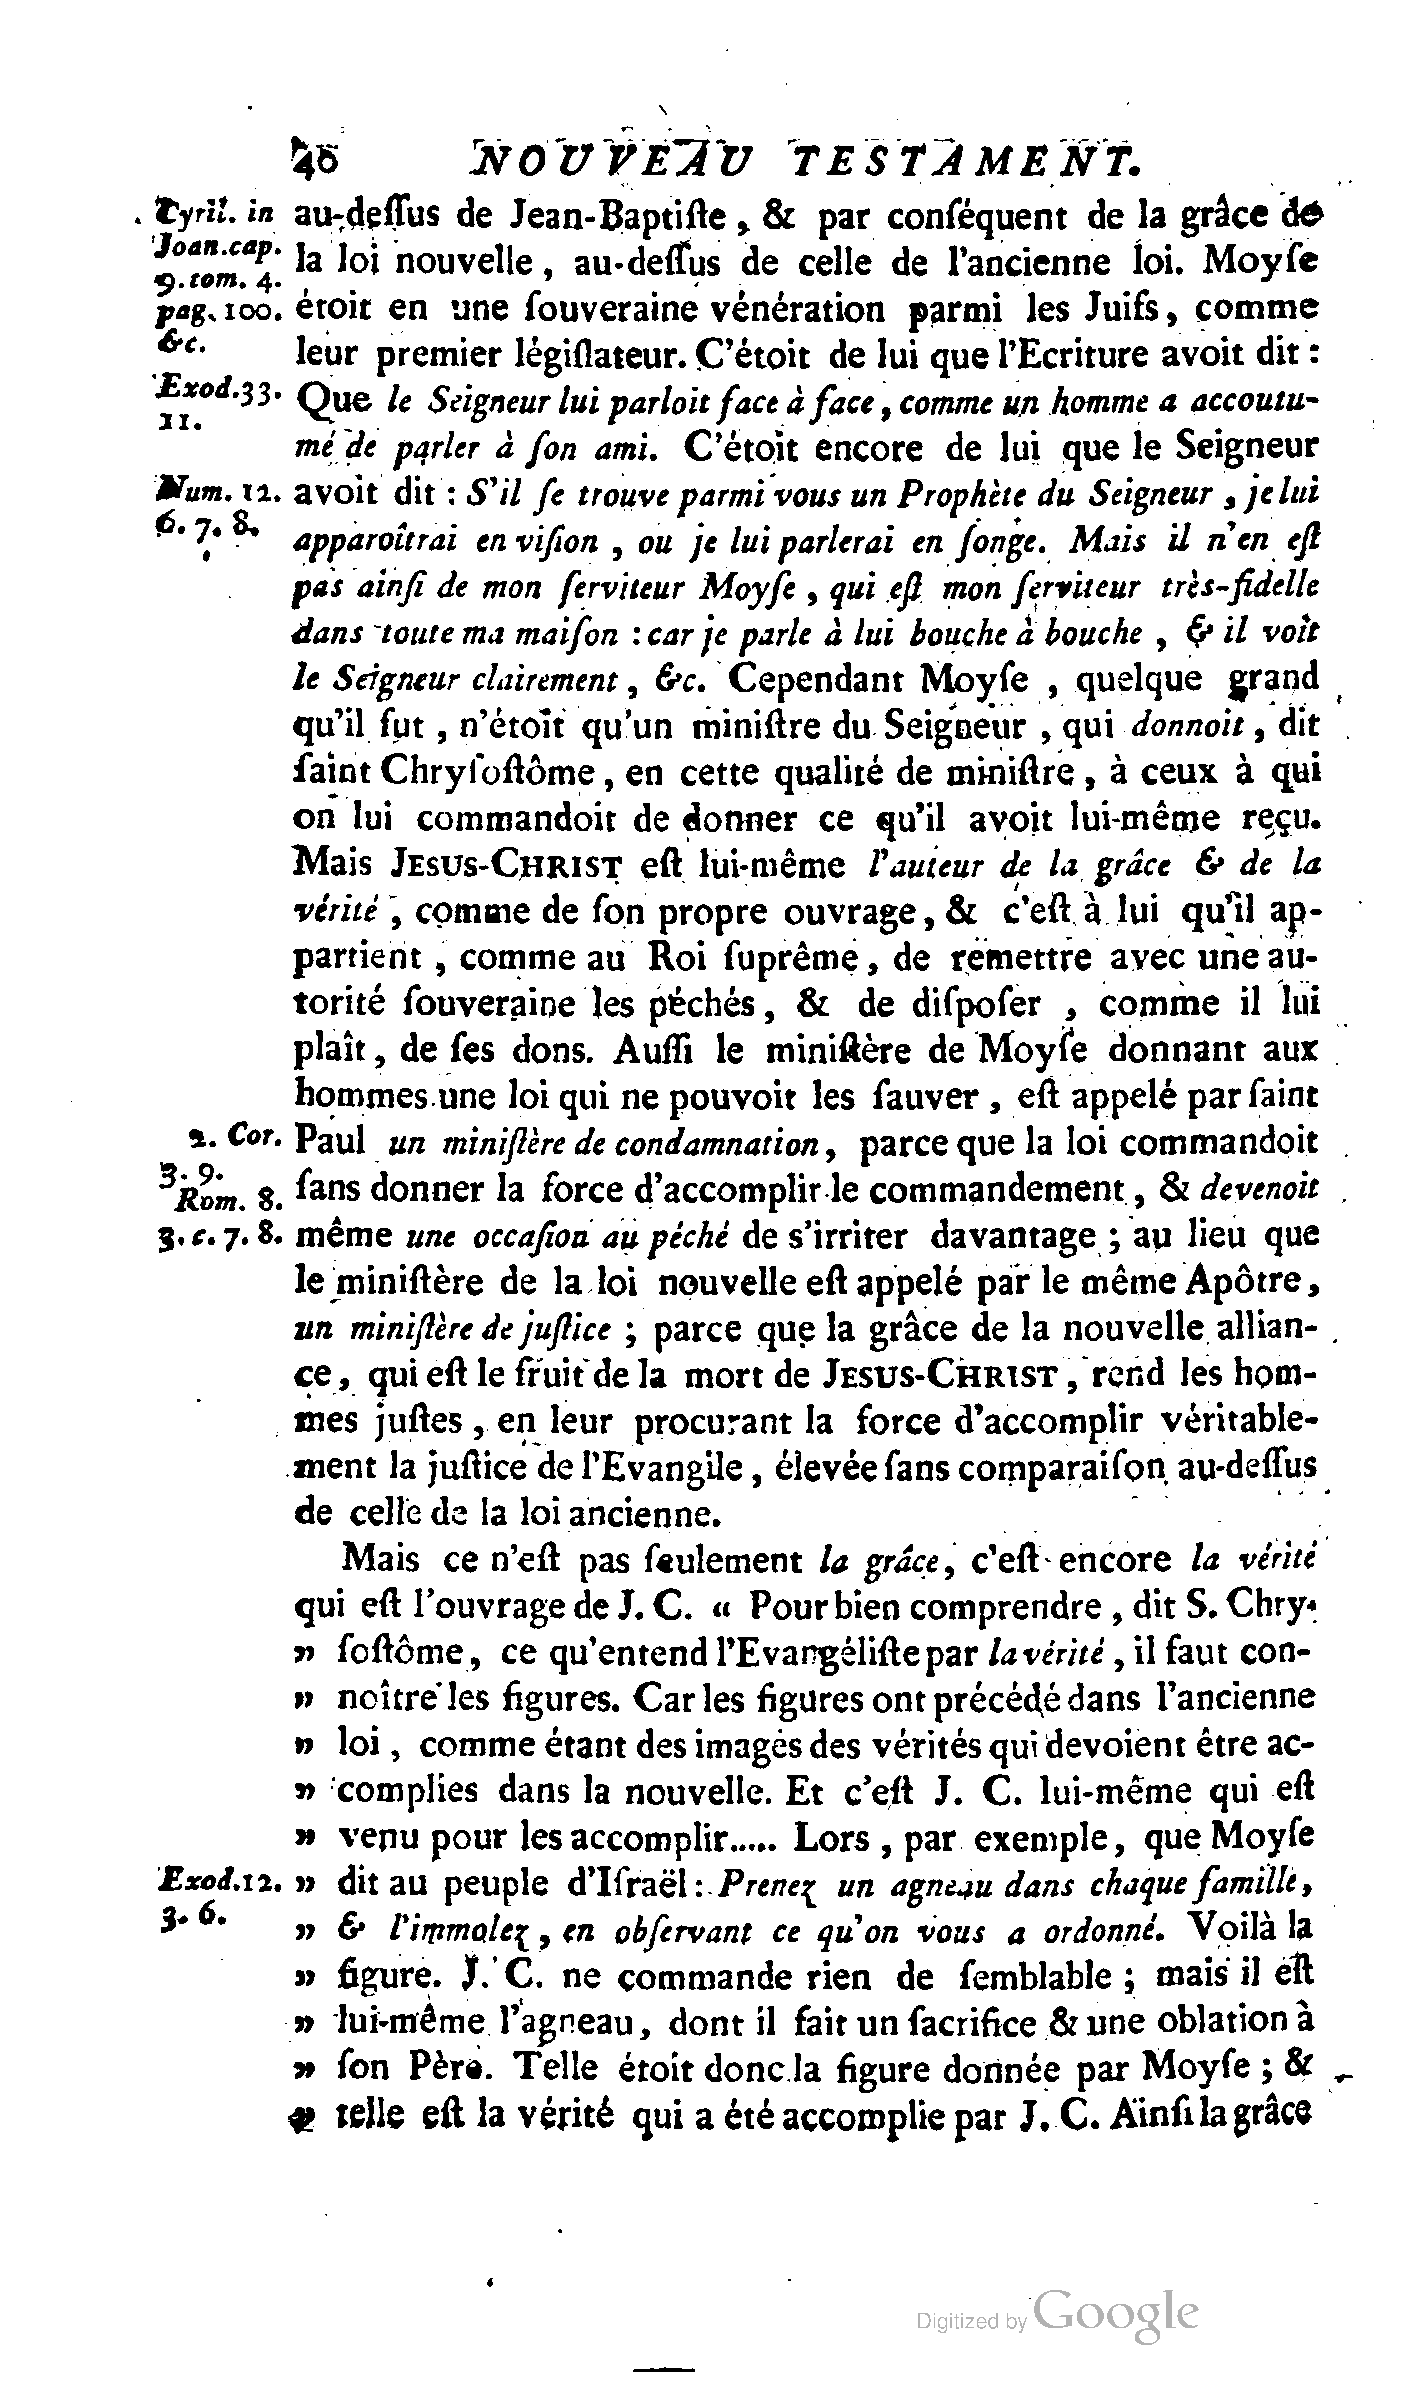 40 NOUVEAU TESTAMENT.
Cyril. in au-deſſus de Jean-Baptiſte, & par conſéquent de la grâce de
Joan.cap. la loi nouvelle, au-deſſus de celle de l'ancienne loi. Moyſe
9. tom. 4.
pag. 100. étoit en une ſouveraine vénération parmi les Juifs, comme
&c. leur premier légiſlateur. C'étoit de lui que l'Ecriture avoit dit :
Exod.33. Que le Seigneur lui parloit face à face, comme un homme a accoutu-
11.
mé de parler à ſon ami. C'étoit encore de lui que le Seigneur
Num. 12. avoit dit : S'il ſe trouve parmi vous un Prophète du Seigneur, je lui
6. 7. 8. apparoîtrai en viſion, ou je lui parlerai en ſonge. Mais il n'en eſt
pas ainſi de mon ſerviteur Moyſe, qui eſt mon ſerviteur très-fidelle
dans toute ma maiſon : car je parle à lui bouche à bouche, & il voit
le Seigneur clairement, &c. Cependant Moyſe, quelque grand
qu'il fut, n'étoit qu'un miniſtre du Seigneur, qui donnoit, dit
ſaint Chryſoſtôme, en cette qualité de miniſtre, à ceux à qui
on lui commandoit de donner ce qu'il avoit lui-même reçu.
Mais JESUS-CHRIST eſt lui-même l'auteur de la grâce & de la
vérité, comme de ſon propre ouvrage, & c'eſt à lui qu'il ap-
partient, comme au Roi ſuprême, de remettre avec une au-
torité ſouveraine les péchés, & de diſpoſer, comme il lui
plaît, de ſes dons. Auſſi le miniſtère de Moyſe donnant aux
hommes une loi qui ne pouvoit les ſauver, eſt appelé par ſaint
2. Cor. Paul un miniſtère de condamnation, parce que la loi commandoit
3. 9.
Rom. 8. ſans donner la force d'accomplir le commandement, & devenoit
3. c. 7. 8. même une occaſion au péché de s'irriter davantage ; au lieu que
le miniſtère de la loi nouvelle eſt appelé par le même Apôtre,
un miniſtère de juſtice ; parce que la grâce de la nouvelle allian-
ce, qui eſt le fruit de la mort de JESUS-CHRIST, rend les hom-
mes juſtes, en leur procurant la force d'accomplir véritable-
ment la juſtice de l'Evangile, élevée ſans comparaiſon au-deſſus
de celle de la loi ancienne.
Mais ce n'eſt pas ſeulement la grâce, c'eſt encore la vérité
qui eſt l'ouvrage de J. C. « Pour bien comprendre, dit S. Chry-
» ſoſtôme, ce qu'entend l'Evangéliſte par la vérité, il faut con-
» noître les figures. Car les figures ont précédé dans l'ancienne
» loi, comme étant des images des vérités qui devoient être ac-
» complies dans la nouvelle. Et c'eſt J. C. lui-même qui eſt
» venu pour les accomplir..... Lors, par exemple, que Moyſe
Exod.12. » dit au peuple d'Iſraël : Prenez un agneau dans chaque famille,
3. 6. » & l'immolez, en obſervant ce qu'on vous a ordonné. Voilà la
» figure. J. C. ne commande rien de ſemblable ; mais il eſt
» lui-même l'agneau, dont il fait un ſacrifice & une oblation à
» ſon Père. Telle étoit donc la figure donnée par Moyſe ; &
» telle eſt la vérité qui a été accomplie par J. C. Ainſi la grâce
Digitized by Google